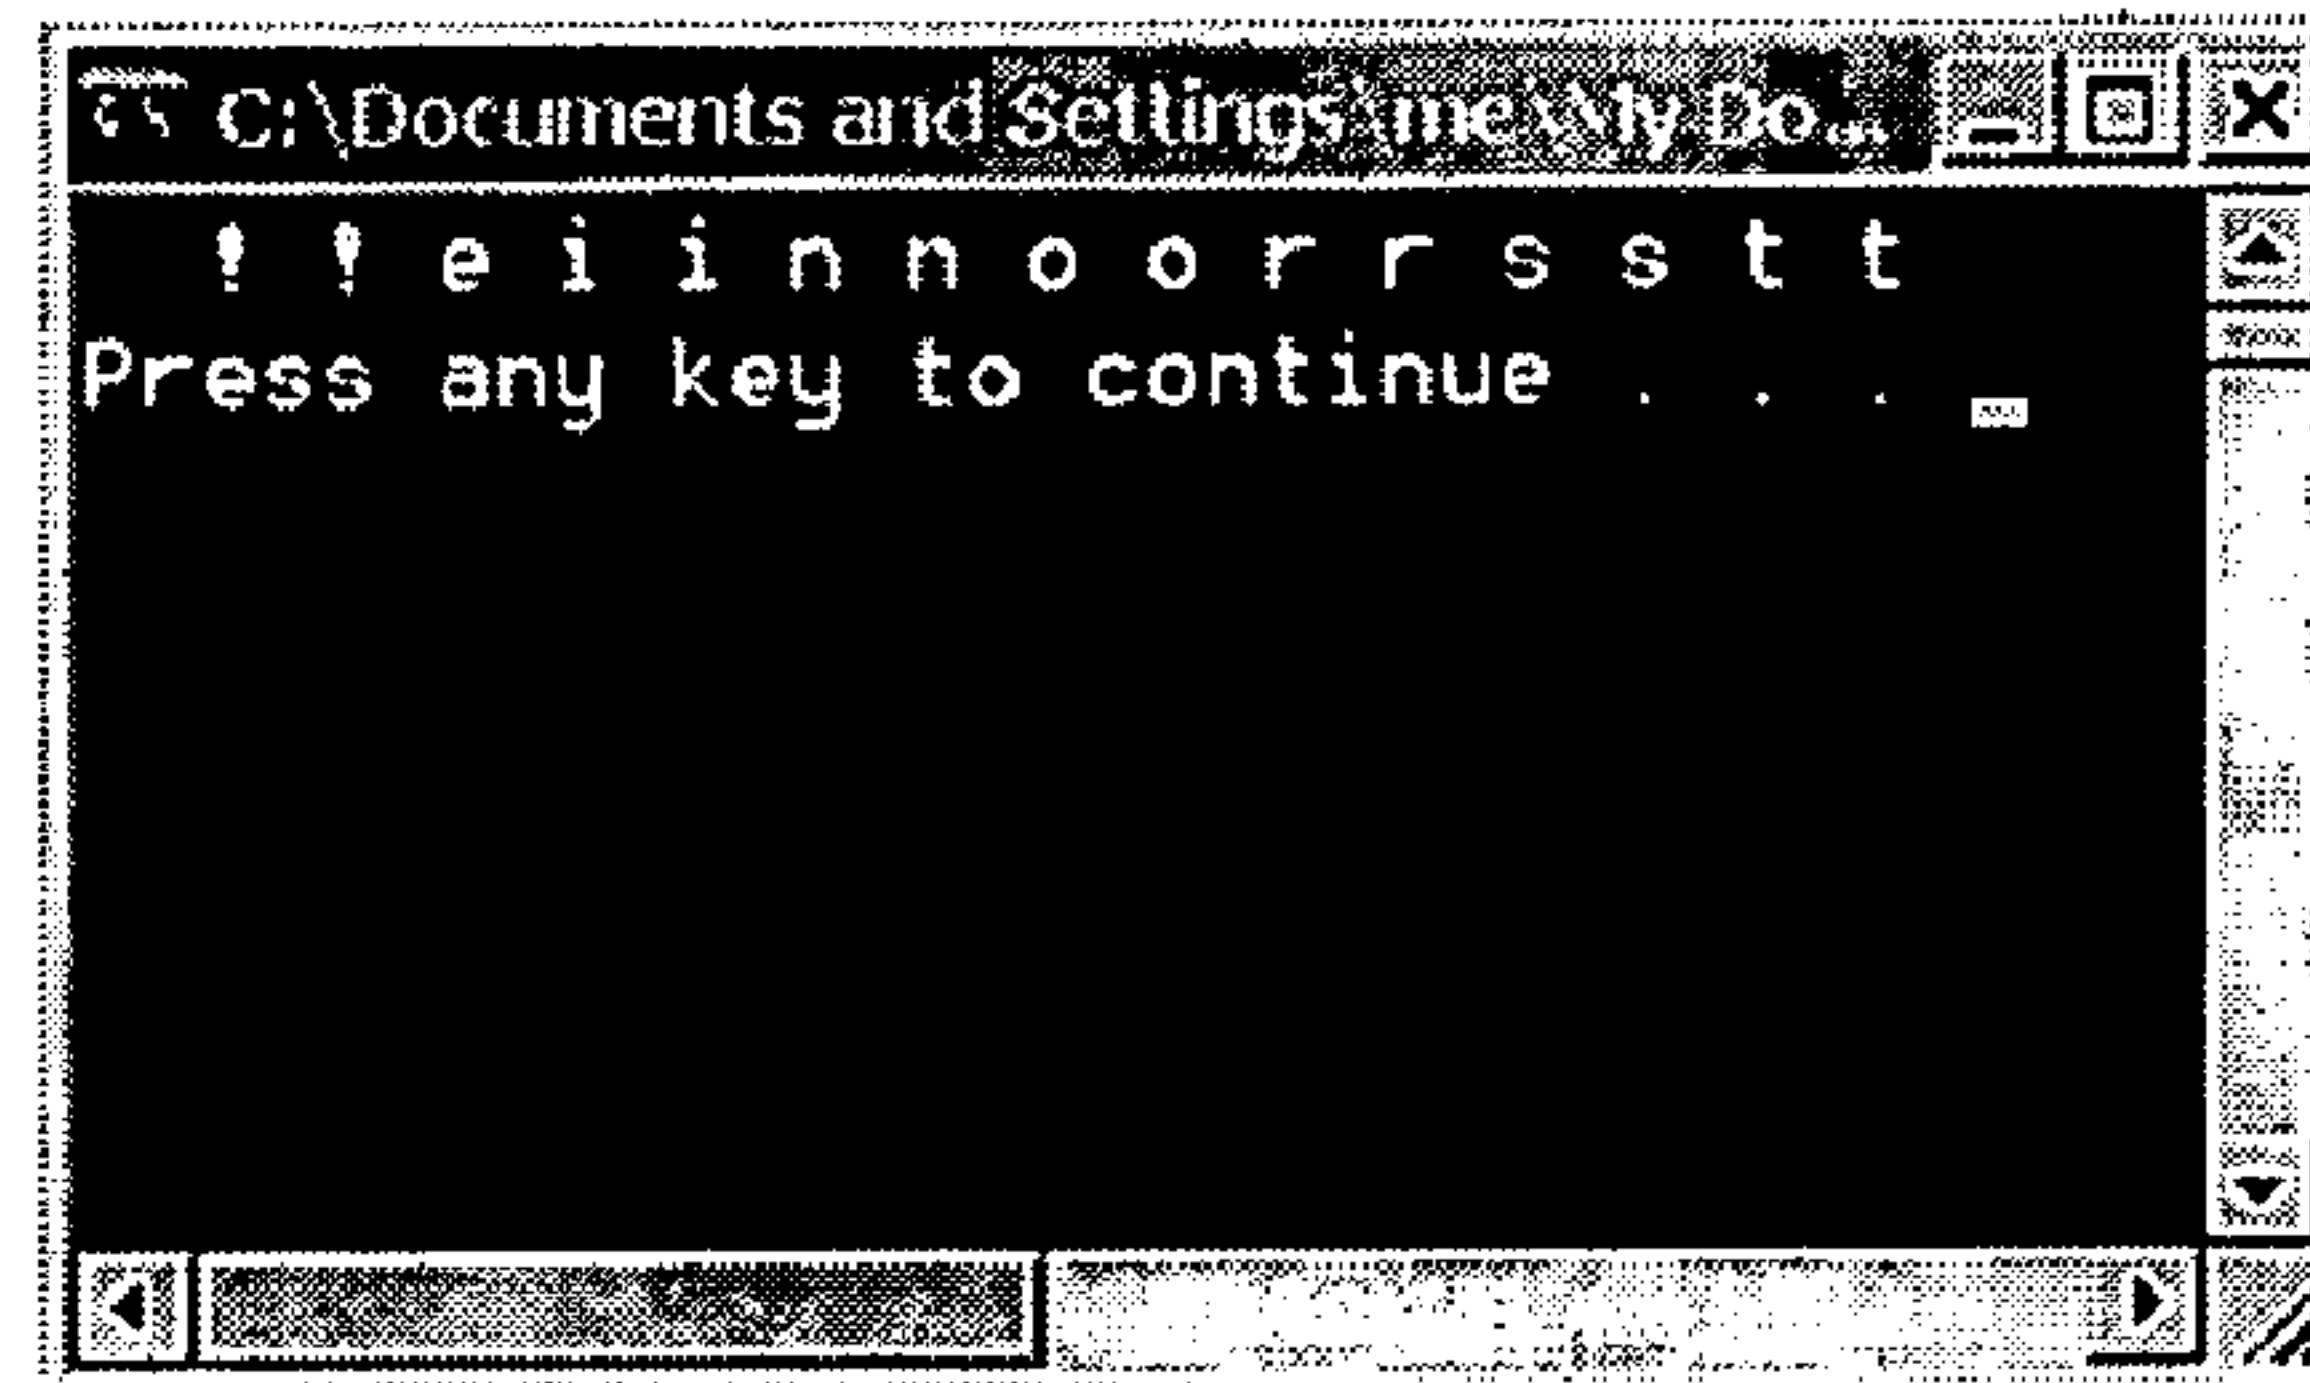 C:\Documents and Settings\me\My Do...
! ! e i i n n o o r r s s t t
Press any key to continue . . . _